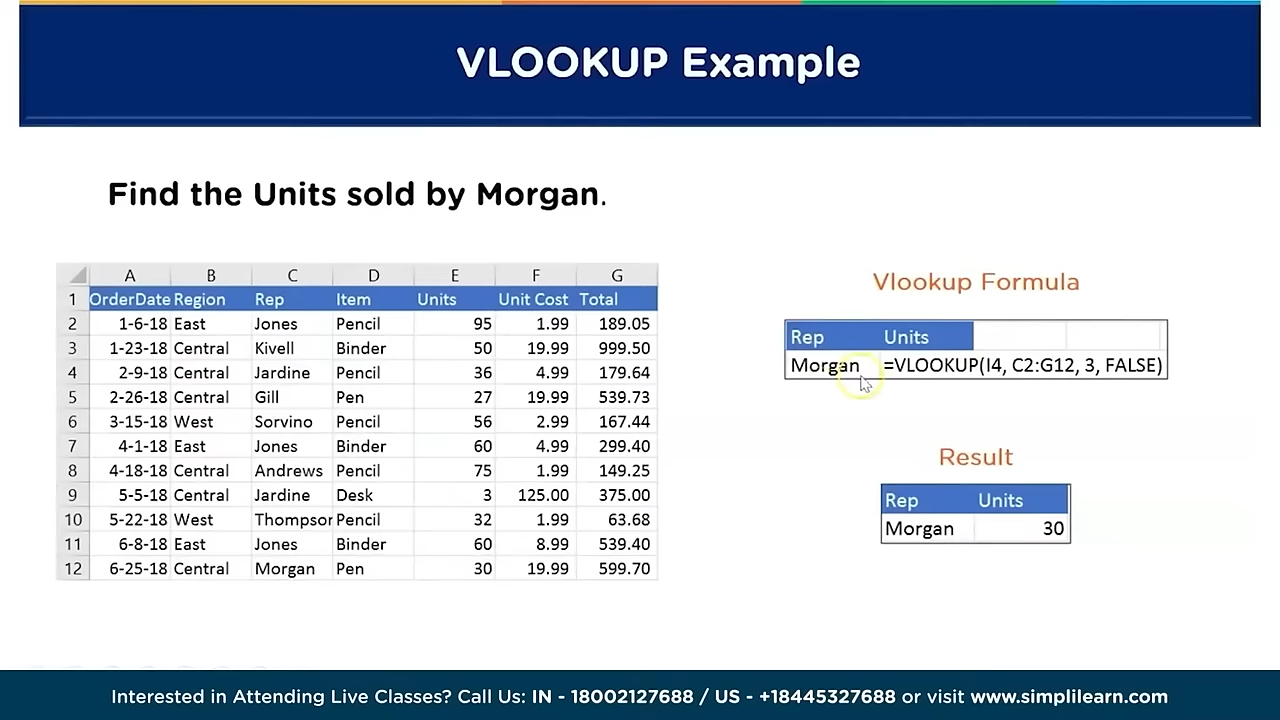 VLOOKUP Example
Find the Units sold by Morgan.
A B C D E F G
1 OrderDate Region Rep Item Units Unit Cost Total
2 1-6-18 East Jones Pencil 95 1.99 189.05
3 1-23-18 Central Kivell Binder 50 19.99 999.50
4 2-9-18 Central Jardine Pencil 36 4.99 179.64
5 2-26-18 Central Gill Pen 27 19.99 539.73
6 3-15-18 West Sorvino Pencil 56 2.99 167.44
7 4-1-18 East Jones Binder 60 4.99 299.40
8 4-18-18 Central Andrews Pencil 75 1.99 149.25
9 5-5-18 Central Jardine Desk 3 125.00 375.00
10 5-22-18 West Thompsor Pencil 32 1.99 63.68
11 6-8-18 East Jones Binder 60 8.99 539.40
12 6-25-18 Central Morgan Pen 30 19.99 599.70
Vlookup Formula
Rep Units
Morgan =VLOOKUP(I4, C2:G12, 3, FALSE)
Result
Rep Units
Morgan 30
Interested in Attending Live Classes? Call Us: IN - 18002127688 / US - +18445327688 or visit www.simplilearn.com